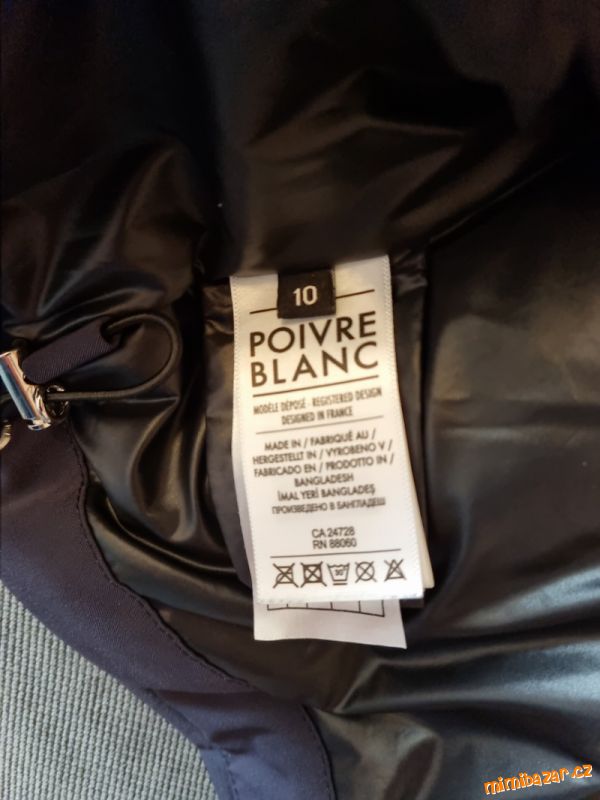 10
POIVRE
BLANC
MODÈLE DÉPOSÉ - REGISTERED DESIGN
DESIGNED IN FRANCE
MADE IN / FABRIQUÉ AU /
HERGESTELLT IN / VYROBENO V /
FABRICADO EN / PRODOTTO IN /
BANGLADESH
İMAL YERİ BANGLADEŞ
ПРОИЗВЕДЕНО В БАНГЛАДЕШ
CA 24728
RN 88060
30°
mimibazar.cz